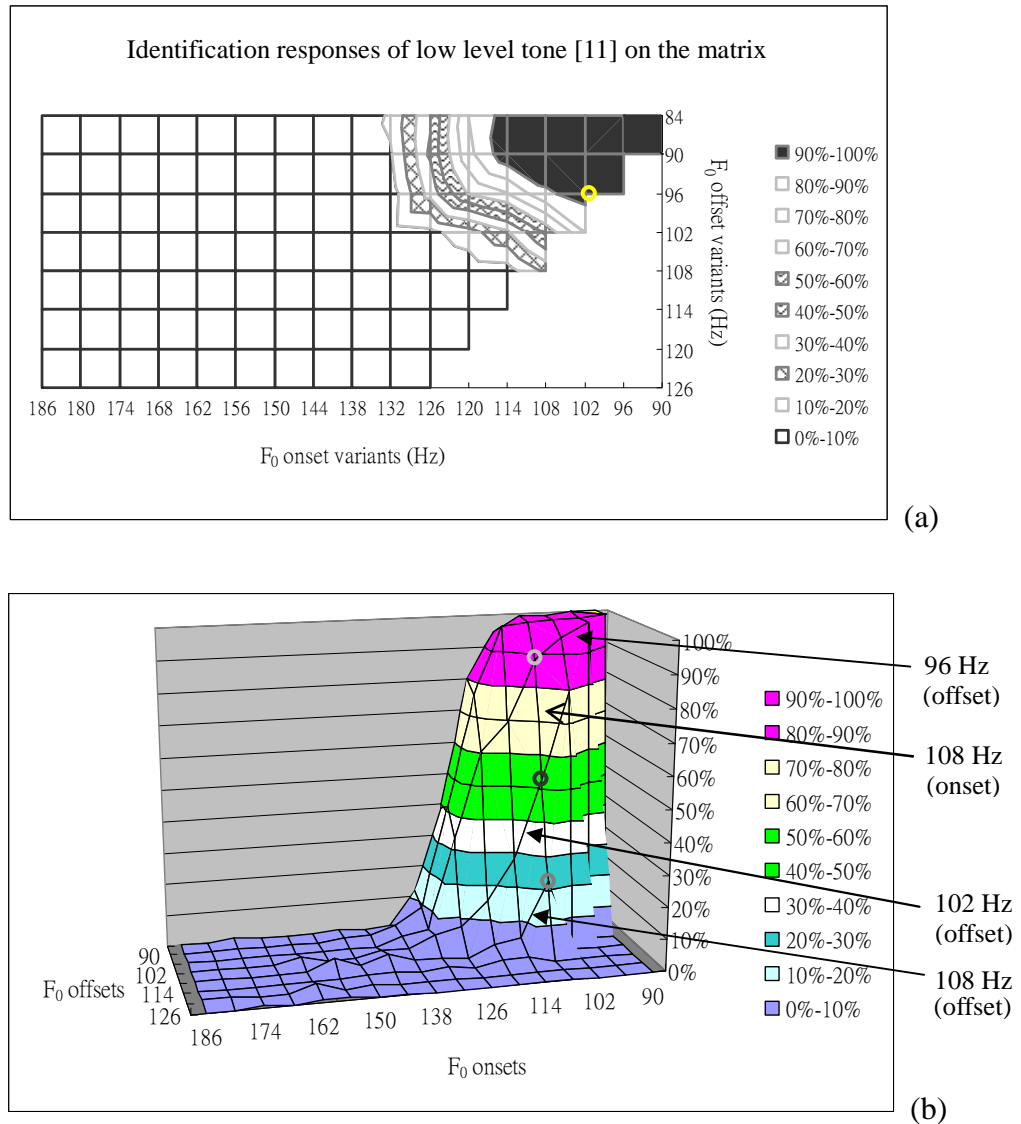 Identification responses of low level tone [11] on the matrix
84
90
96
102
108
114
120
126
F0 offset variants (Hz)
186 180 174 168 162 156 150 144 138 132 126 120 114 108 102 96 90
F0 onset variants (Hz)
90%-100%
80%-90%
70%-80%
60%-70%
50%-60%
40%-50%
30%-40%
20%-30%
10%-20%
0%-10%
(a)
100%
90%
80%
70%
60%
50%
40%
30%
20%
10%
0%
90
102
114
126
F0 offsets
186 174 162 150 138 126 114 102 90
F0 onsets
90%-100%
80%-90%
70%-80%
60%-70%
50%-60%
40%-50%
30%-40%
20%-30%
10%-20%
0%-10%
96 Hz
(offset)
108 Hz
(onset)
102 Hz
(offset)
108 Hz
(offset)
(b)